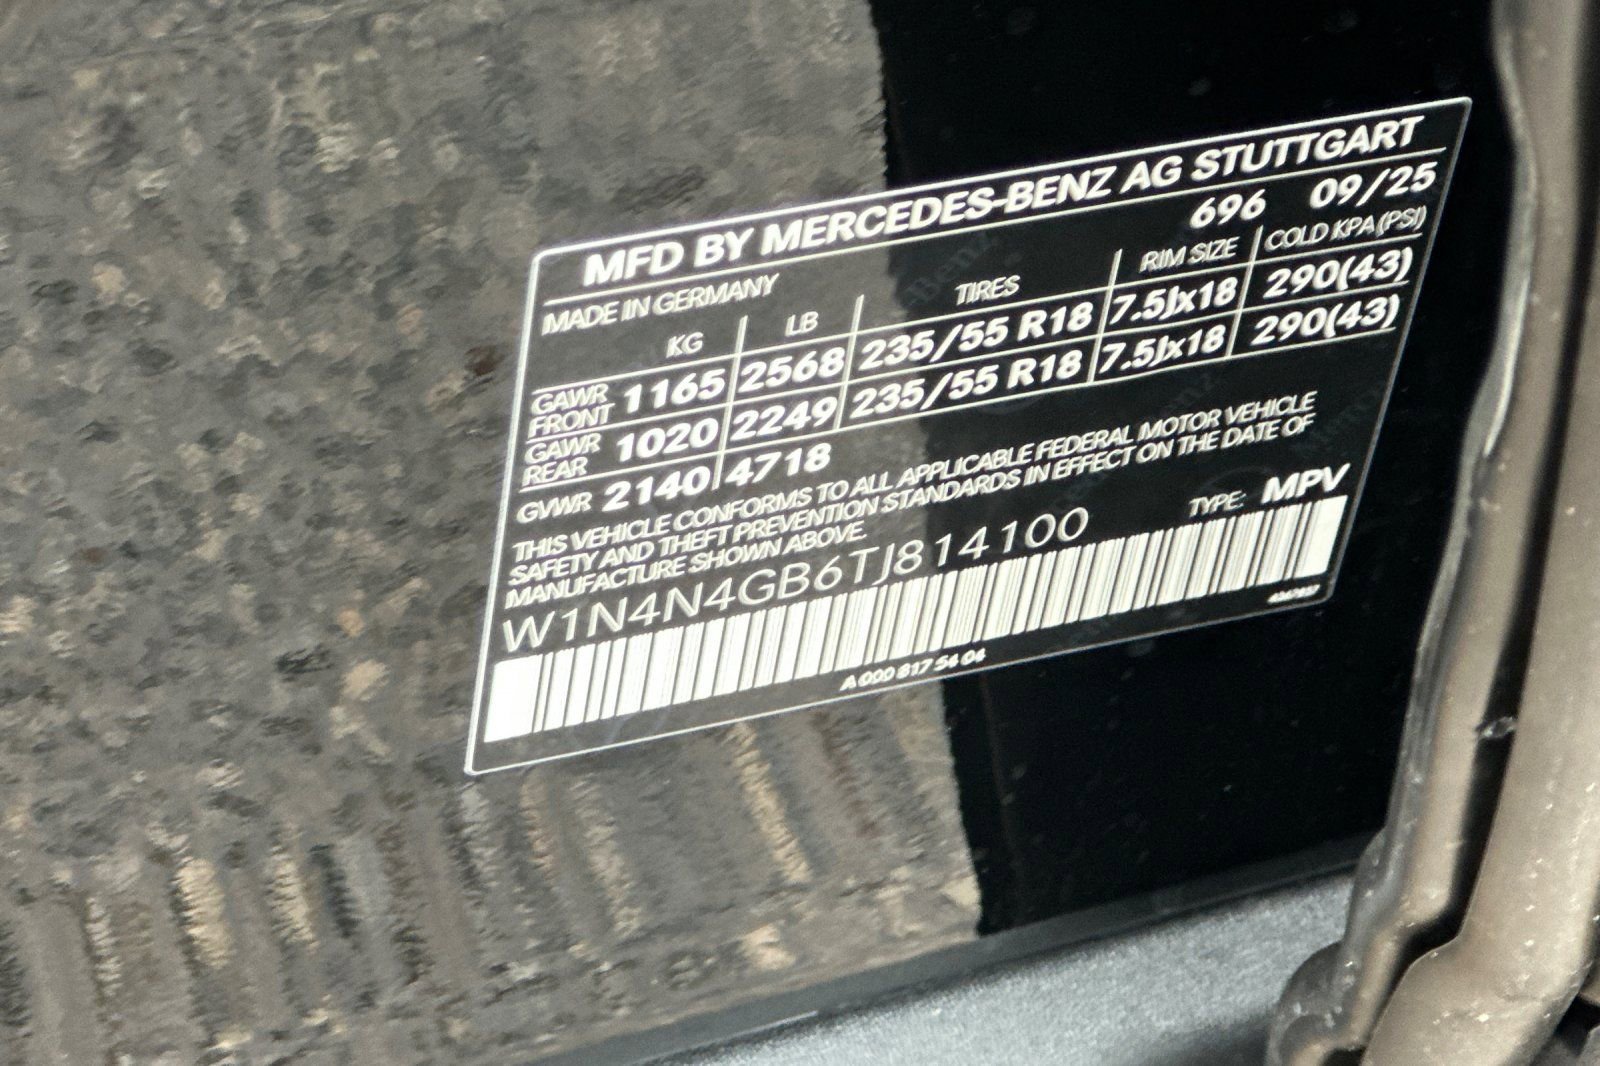 MFD BY MERCEDES-BENZ AG STUTTGART
MADE IN GERMANY 696 09/25
KG LB TIRES RIM SIZE COLD KPA(PSI)
GAWR FRONT 1165 2568 235/55 R18 7.5Jx18 290(43)
GAWR REAR 1020 2249 235/55 R18 7.5Jx18 290(43)
GVWR 2140 4718
THIS VEHICLE CONFORMS TO ALL APPLICABLE FEDERAL MOTOR VEHICLE
SAFETY AND THEFT PREVENTION STANDARDS IN EFFECT ON THE DATE OF
MANUFACTURE SHOWN ABOVE.
W1N4N4GB6TJ814100 TYPE: MPV
A 000 817 54 04